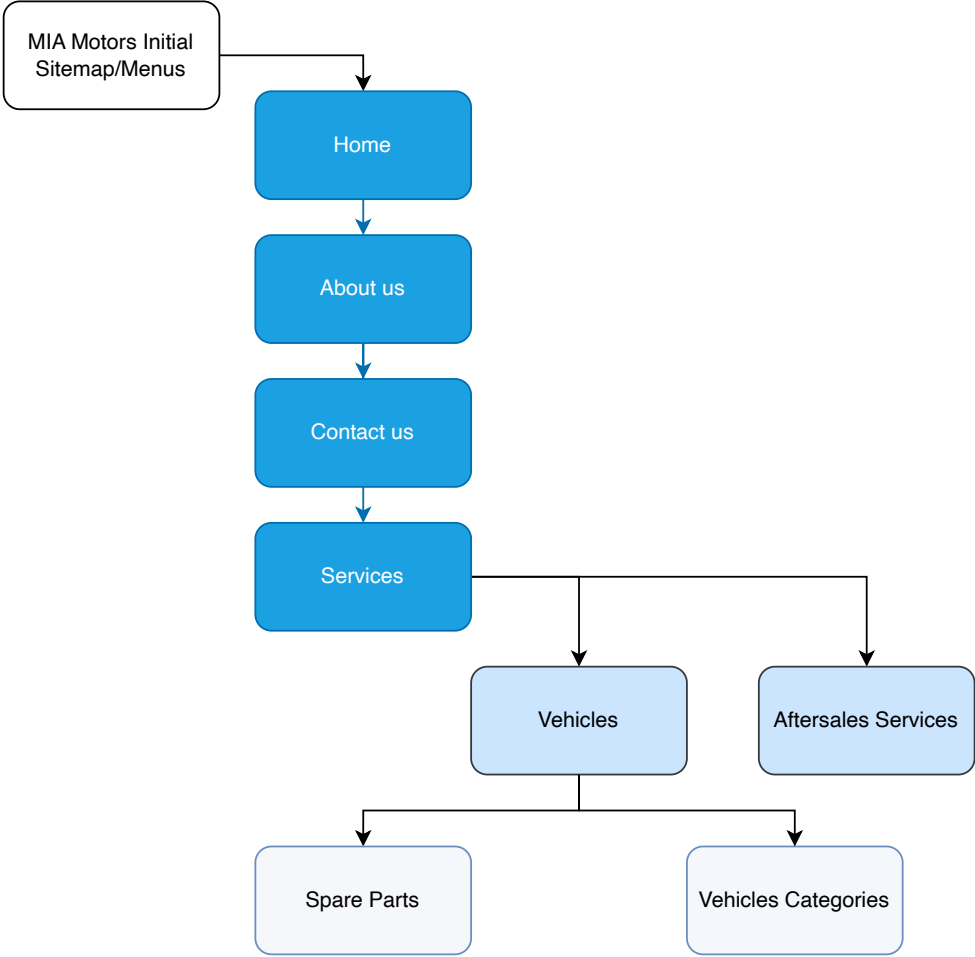 MIA Motors Initial
Sitemap/Menus
Home
About us
Contact us
Services
Vehicles
Aftersales Services
Spare Parts
Vehicles Categories